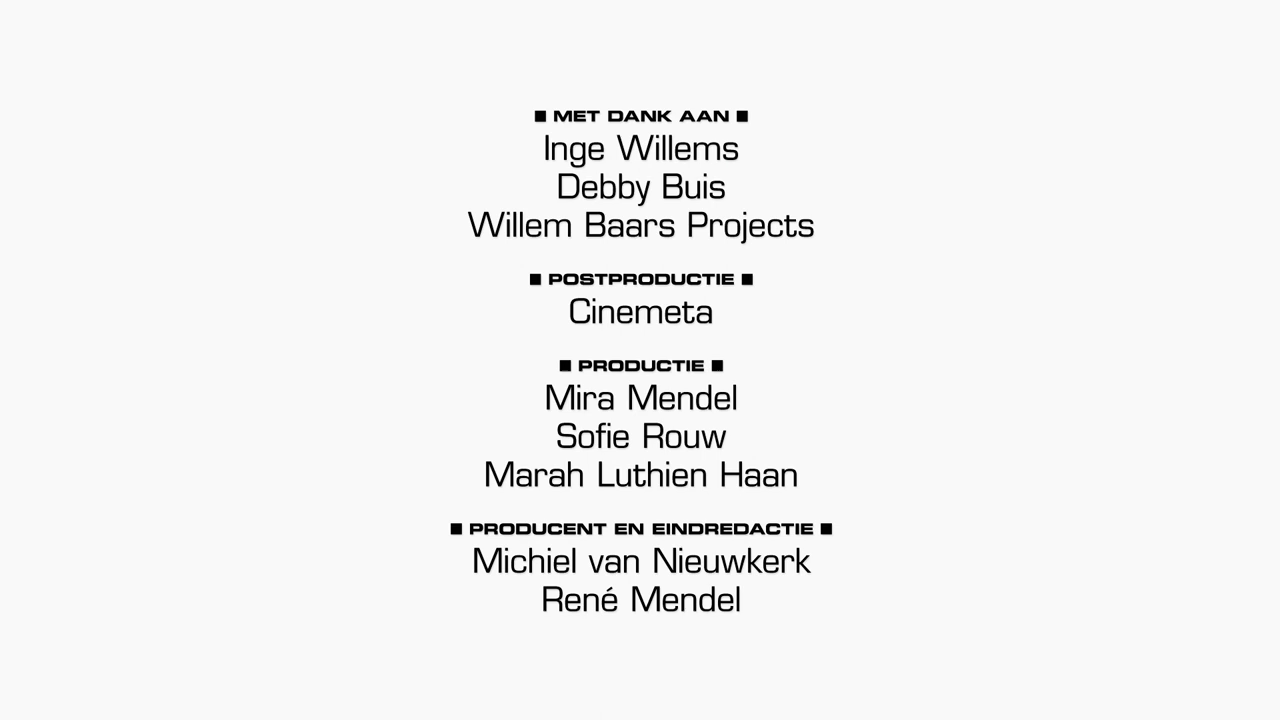 ■ MET DANK AAN ■
Inge Willems
Debby Buis
Willem Baars Projects
■ POSTPRODUCTIE ■
Cinemeta
■ PRODUCTIE ■
Mira Mendel
Sofie Rouw
Marah Luthien Haan
■ PRODUCENT EN EINDREDACTIE ■
Michiel van Nieuwkerk
René Mendel